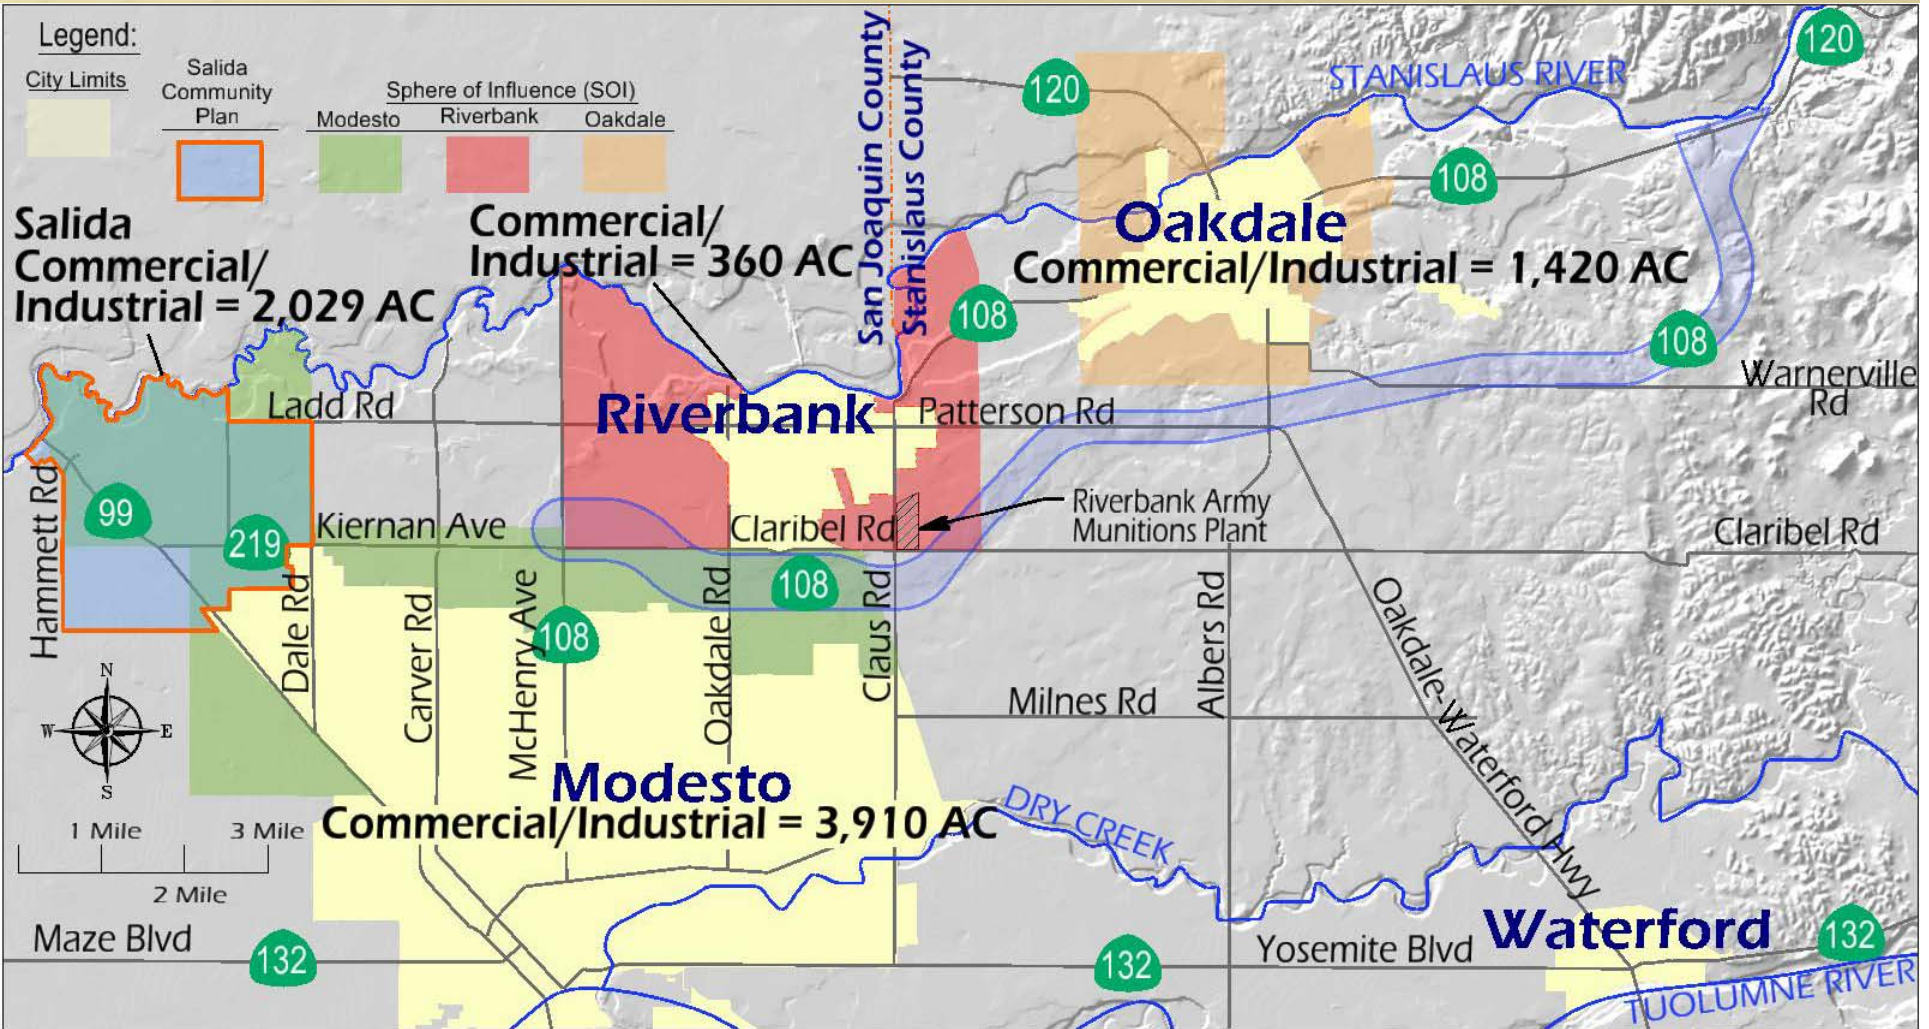 Legend:
City Limits
Salida
Community
Plan
Sphere of Influence (SOI)
Modesto
Riverbank
Oakdale
San Joaquin County
Stanislaus County
120
120
STANISLAUS RIVER
108
Salida
Commercial/
Industrial = 2,029 AC
Commercial/
Industrial = 360 AC
Oakdale
Commercial/Industrial = 1,420 AC
108
108
Warnerville
Rd
Ladd Rd
Riverbank
Patterson Rd
Hammett Rd
99
219
Kiernan Ave
Claribel Rd
Riverbank Army
Munitions Plant
Claribel Rd
108
108
Dale Rd
Carver Rd
McHenry Ave
Oakdale Rd
Claus Rd
Albers Rd
Oakdale-Waterford Hwy
Milnes Rd
N
W
E
S
Modesto
Commercial/Industrial = 3,910 AC
DRY CREEK
1 Mile
3 Mile
2 Mile
Maze Blvd
132
132
Yosemite Blvd
Waterford
132
TUOLUMNE RIVER